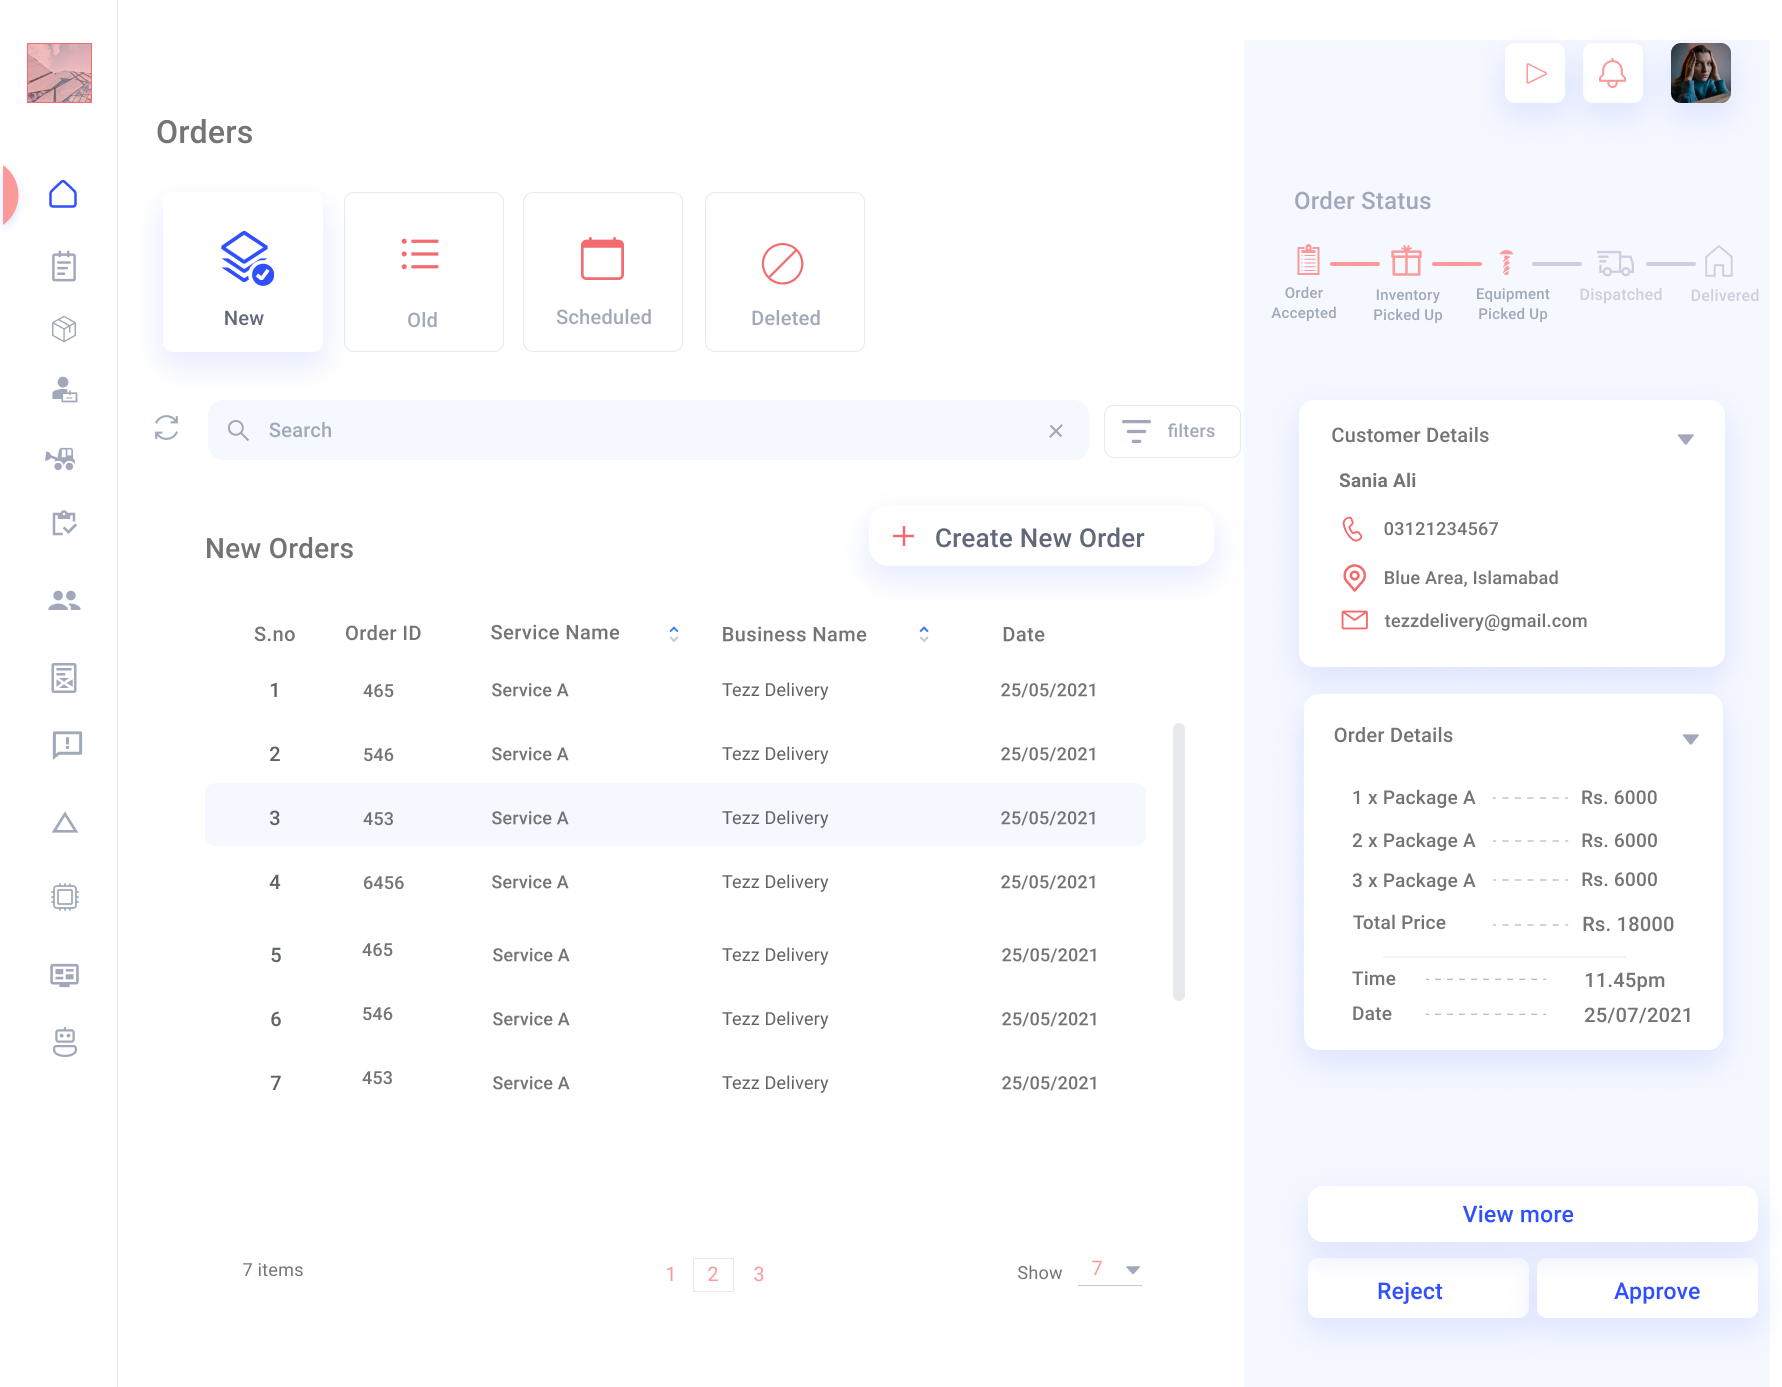 Orders
New
Old
Scheduled
Deleted
Search
filters
New Orders
Create New Order
S.no Order ID Service Name Business Name Date
1 465 Service A Tezz Delivery 25/05/2021
2 546 Service A Tezz Delivery 25/05/2021
3 453 Service A Tezz Delivery 25/05/2021
4 6456 Service A Tezz Delivery 25/05/2021
5 465 Service A Tezz Delivery 25/05/2021
6 546 Service A Tezz Delivery 25/05/2021
7 453 Service A Tezz Delivery 25/05/2021
7 items
1 2 3
Show 7
Order Status
Order
Accepted
Inventory
Picked Up
Equipment
Picked Up
Dispatched
Delivered
Customer Details
Sania Ali
03121234567
Blue Area, Islamabad
tezzdelivery@gmail.com
Order Details
1 x Package A Rs. 6000
2 x Package A Rs. 6000
3 x Package A Rs. 6000
Total Price Rs. 18000
Time 11.45pm
Date 25/07/2021
View more
Reject
Approve